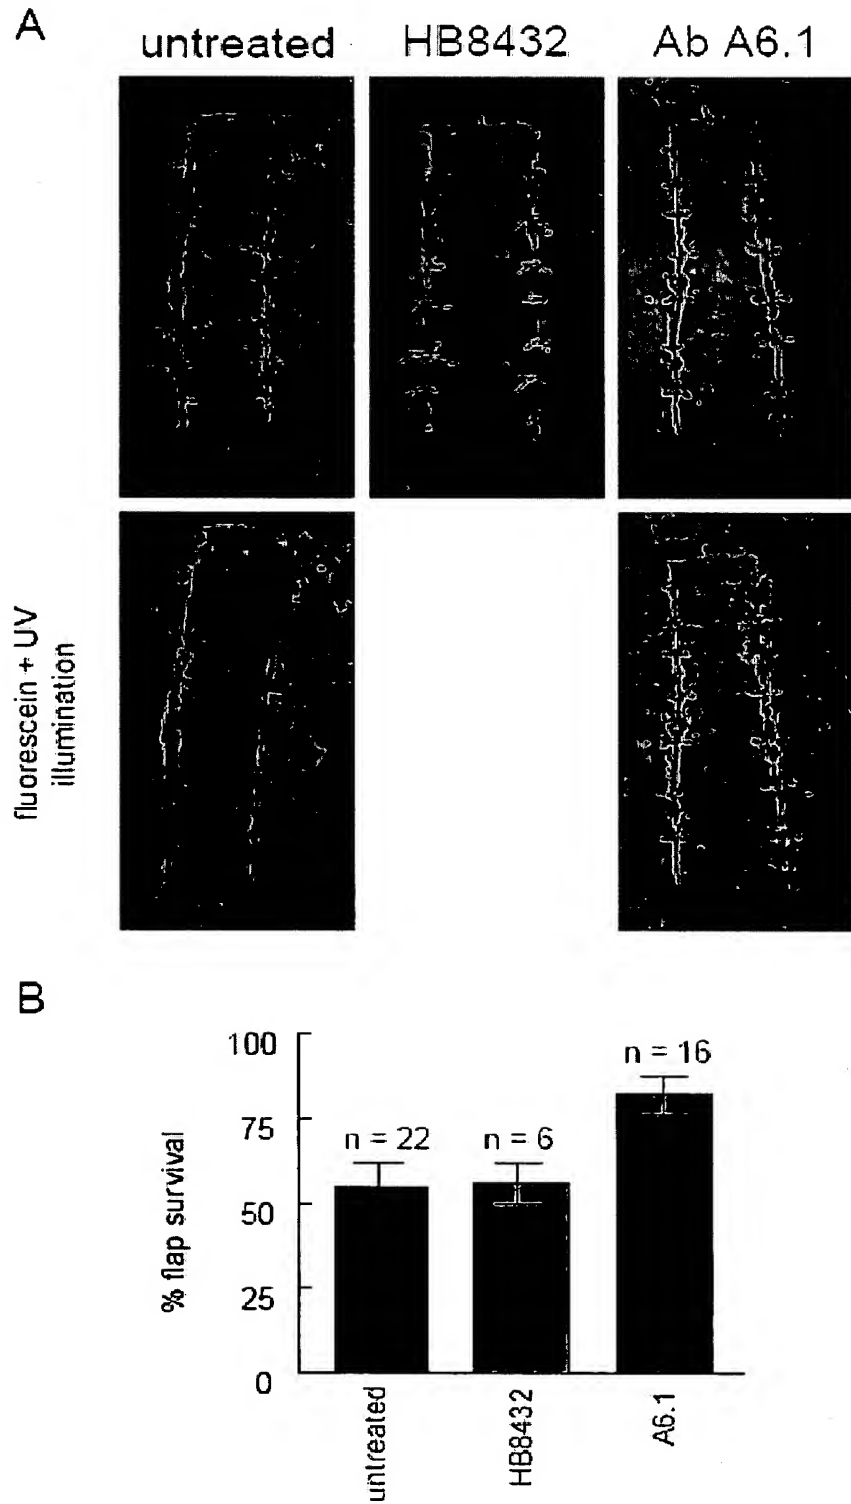 A
untreated HB8432 Ab A6.1
fluorescein + UV
illumination
B
% flap survival
100
75
50
25
0
n = 22
n = 6
n = 16
untreated
HB8432
A6.1